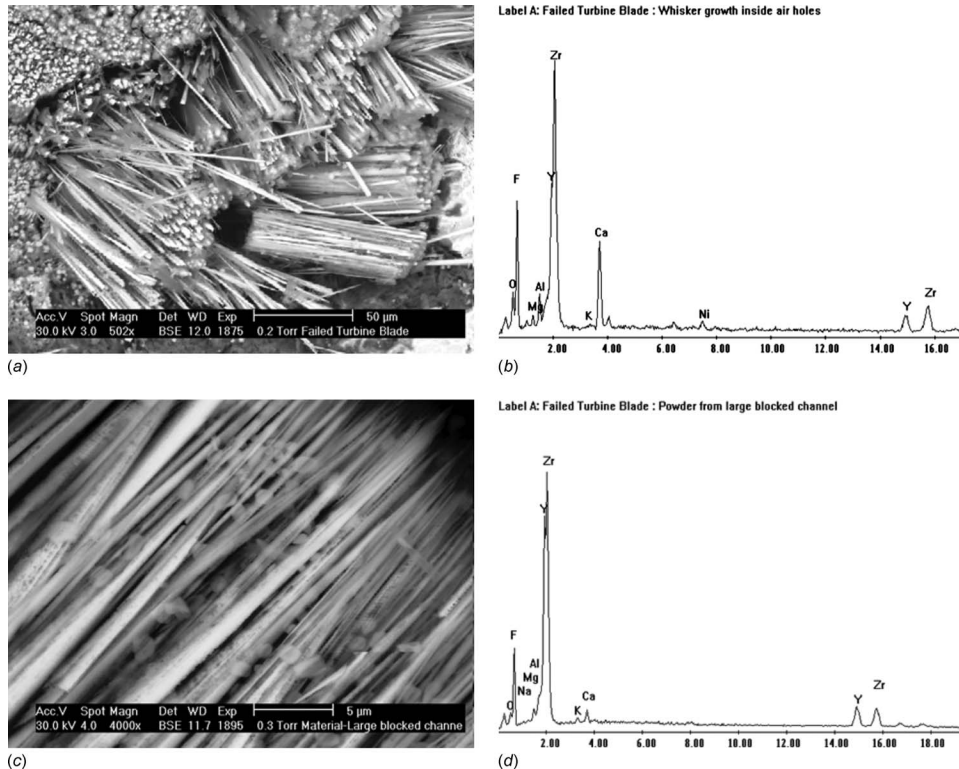 Label A: Failed Turbine Blade : Whisker growth inside air holes
Zr
F
Y
Ca
O
Al
Mg
K
Ni
Y
Zr
Acc.V Spot Magn Det WD Exp 50 µm
30.0 kV 3.0 502x BSE 12.0 1875 0.2 Torr Failed Turbine Blade
2.00 4.00 6.00 8.00 10.00 12.00 14.00 16.00
(a)
(b)
Label A: Failed Turbine Blade : Powder from large blocked channel
Zr
Y
F
Al
Mg
Na
O
K
Ca
Y
Zr
Acc.V Spot Magn Det WD Exp 5 µm
30.0 kV 4.0 4000x BSE 11.7 1895 0.3 Torr Material-Large blocked channe
2.00 4.00 6.00 8.00 10.00 12.00 14.00 16.00 18.00
(c)
(d)